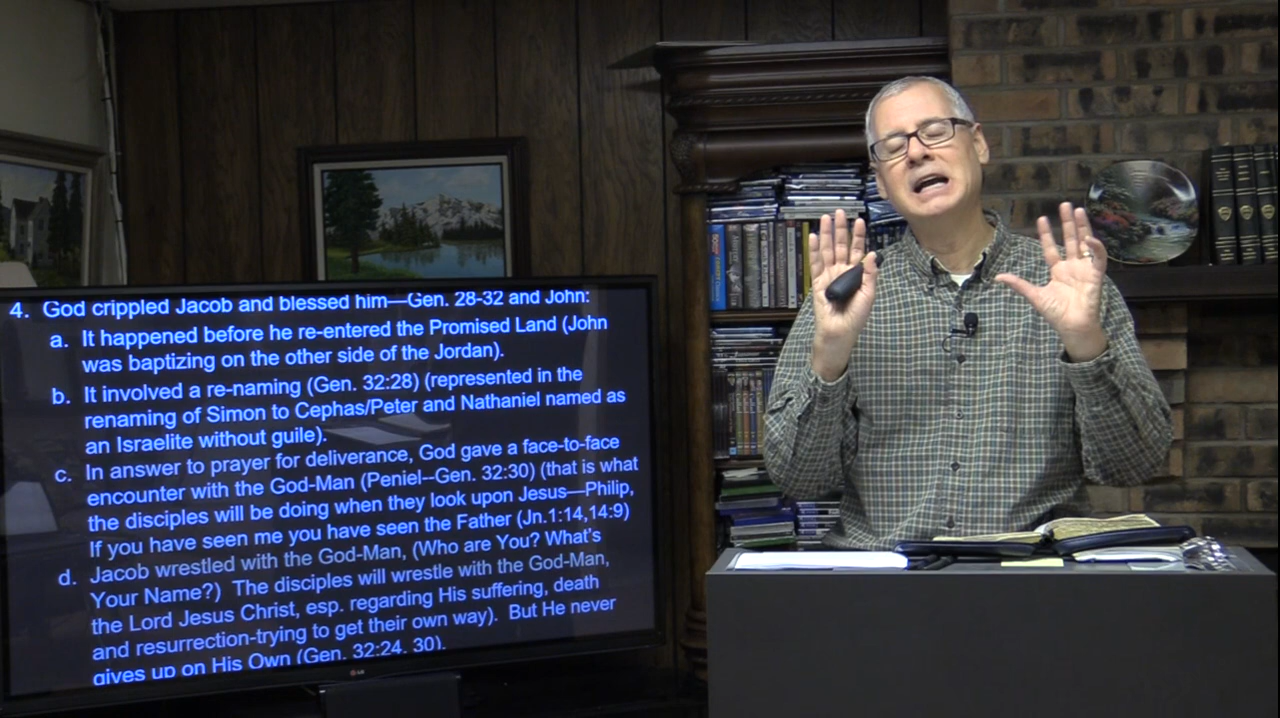 4. God crippled Jacob and blessed him—Gen. 28-32 and John:
a. It happened before he re-entered the Promised Land (John
was baptizing on the other side of the Jordan).
b. It involved a re-naming (Gen. 32:28) (represented in the
renaming of Simon to Cephas/Peter and Nathaniel named as
an Israelite without guile).
c. In answer to prayer for deliverance, God gave a face-to-face
encounter with the God-Man (Peniel--Gen. 32:30) (that is what
the disciples will be doing when they look upon Jesus—Philip,
If you have seen me you have seen the Father (Jn.1:14,14:9)
d. Jacob wrestled with the God-Man, (Who are You? What's
Your Name?) The disciples will wrestle with the God-Man,
the Lord Jesus Christ, esp. regarding His suffering, death
and resurrection-trying to get their own way). But He never
gives up on His Own (Gen. 32:24, 30).
LG